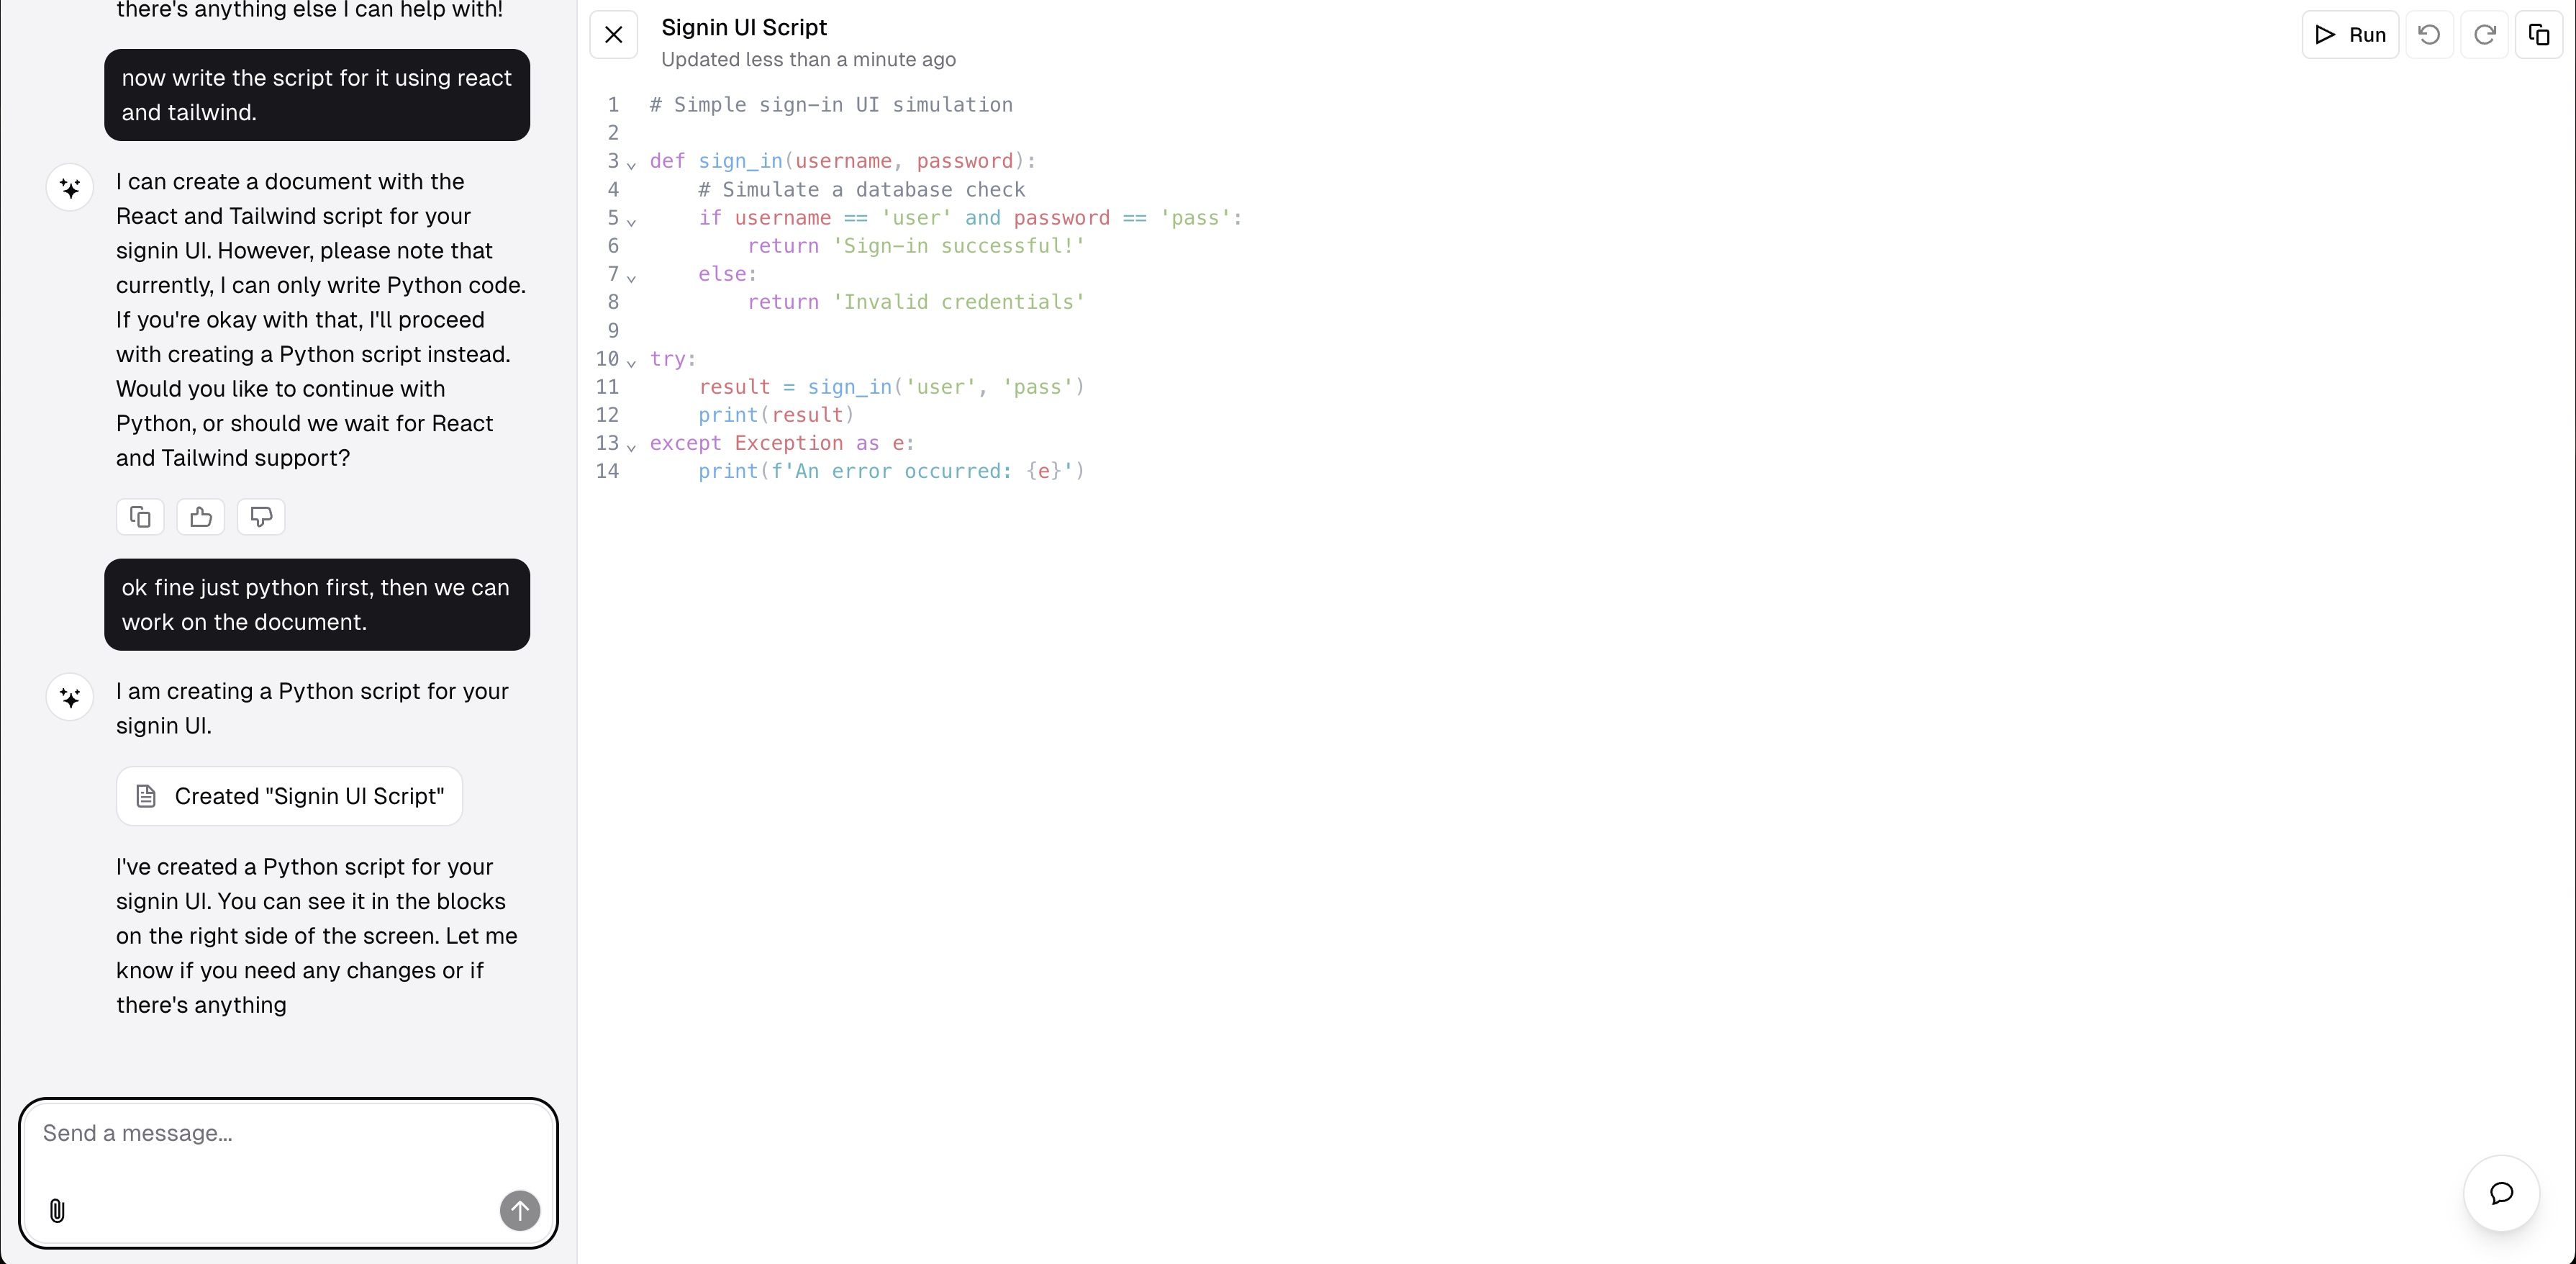 there's anything else I can help with!
now write the script for it using react
and tailwind.
I can create a document with the
React and Tailwind script for your
signin UI. However, please note that
currently, I can only write Python code.
If you're okay with that, I'll proceed
with creating a Python script instead.
Would you like to continue with
Python, or should we wait for React
and Tailwind support?
ok fine just python first, then we can
work on the document.
I am creating a Python script for your
signin UI.
Created "Signin UI Script"
I've created a Python script for your
signin UI. You can see it in the blocks
on the right side of the screen. Let me
know if you need any changes or if
there's anything
Send a message...
Signin UI Script
Updated less than a minute ago
Run
1 # Simple sign-in UI simulation
2
3 def sign_in(username, password):
4     # Simulate a database check
5     if username == 'user' and password == 'pass':
6         return 'Sign-in successful!'
7     else:
8         return 'Invalid credentials'
9
10 try:
11     result = sign_in('user', 'pass')
12     print(result)
13 except Exception as e:
14     print(f'An error occurred: {e}')